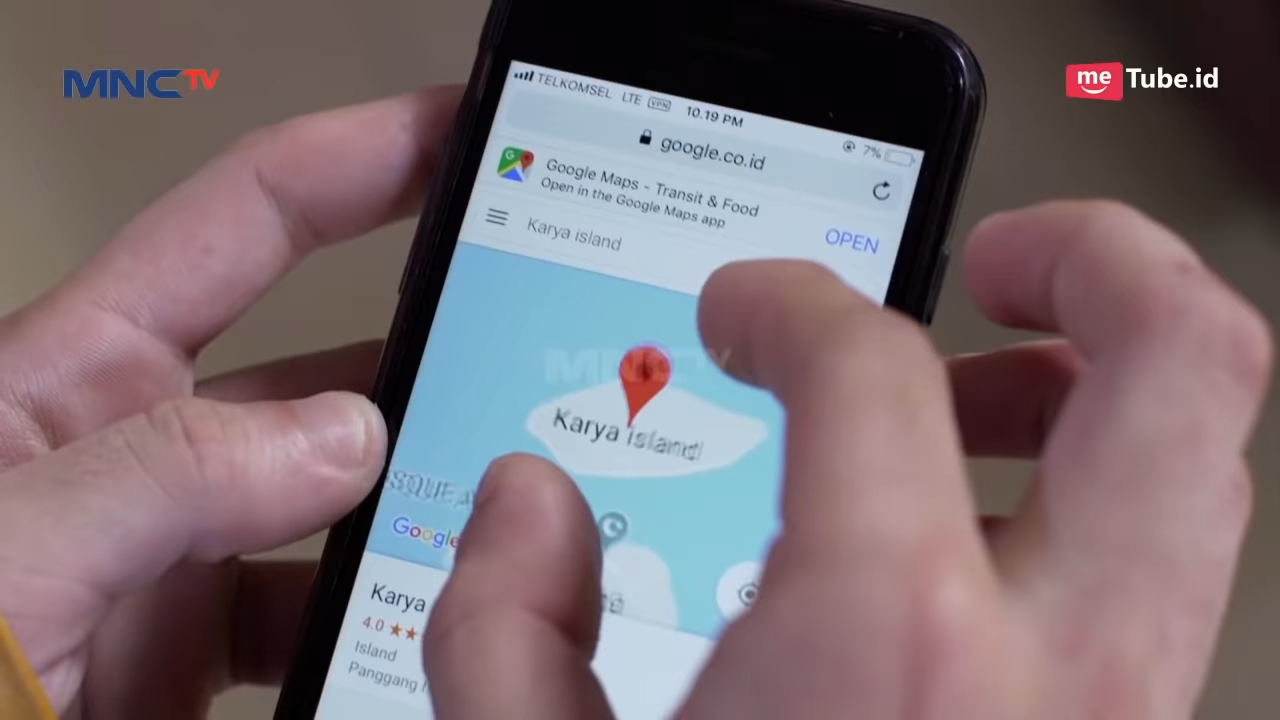 MNCTV
me Tube.id
TELKOMSEL LTE VPN 10.19 PM 7%
google.co.id
Google Maps - Transit & Food
Open in the Google Maps app
OPEN
Karya island
MNCTV
Karya island
Google
Karya
4.0
Island
Panggang